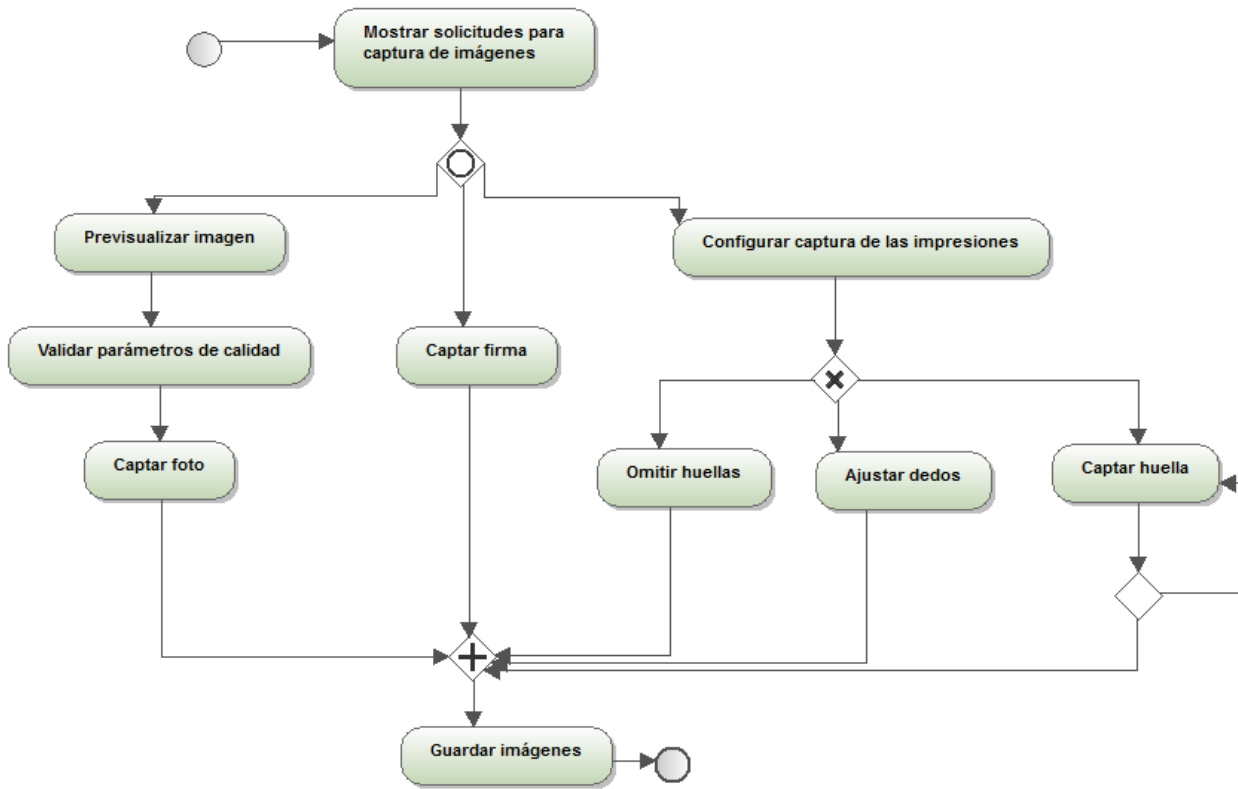 Mostrar solicitudes para
captura de imágenes
Previsualizar imagen
Configurar captura de las impresiones
Validar parámetros de calidad
Captar firma
Captar foto
Omitir huellas
Ajustar dedos
Captar huella
Guardar imágenes